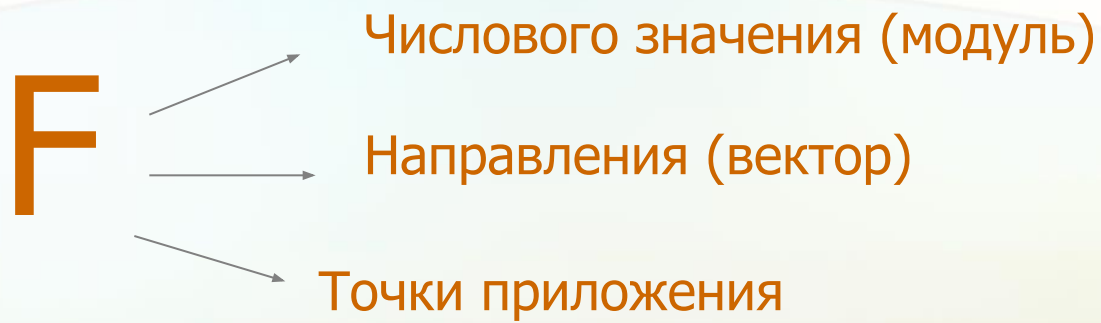 Числового значения (модуль)
F
Направления (вектор)
Точки приложения